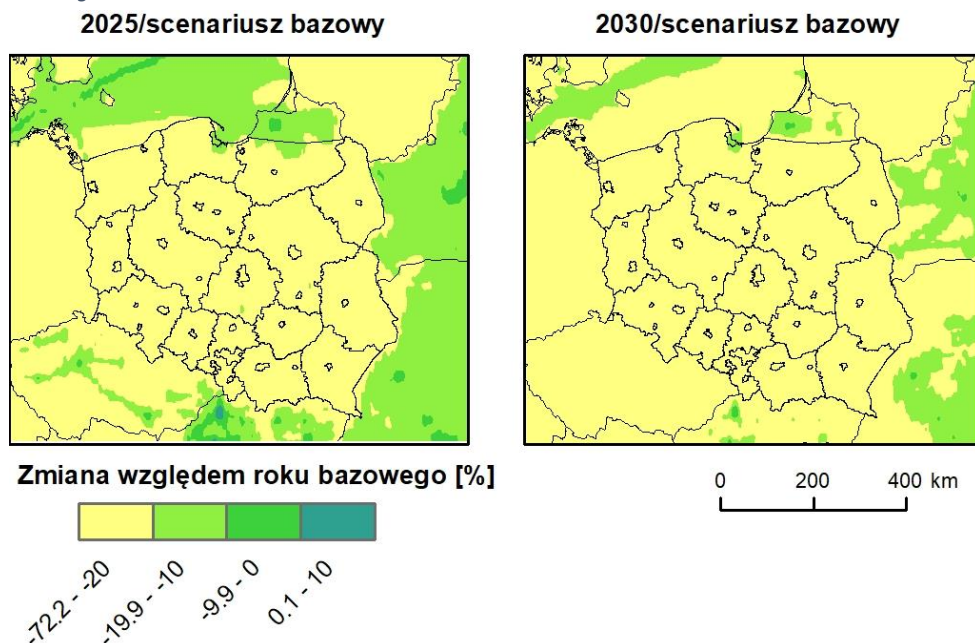 2025/scenariusz bazowy
2030/scenariusz bazowy
Zmiana względem roku bazowego [%]
0 200 400 km
-72.2 - -20
-19.9 - -10
-9.9 - 0
0.1 - 10